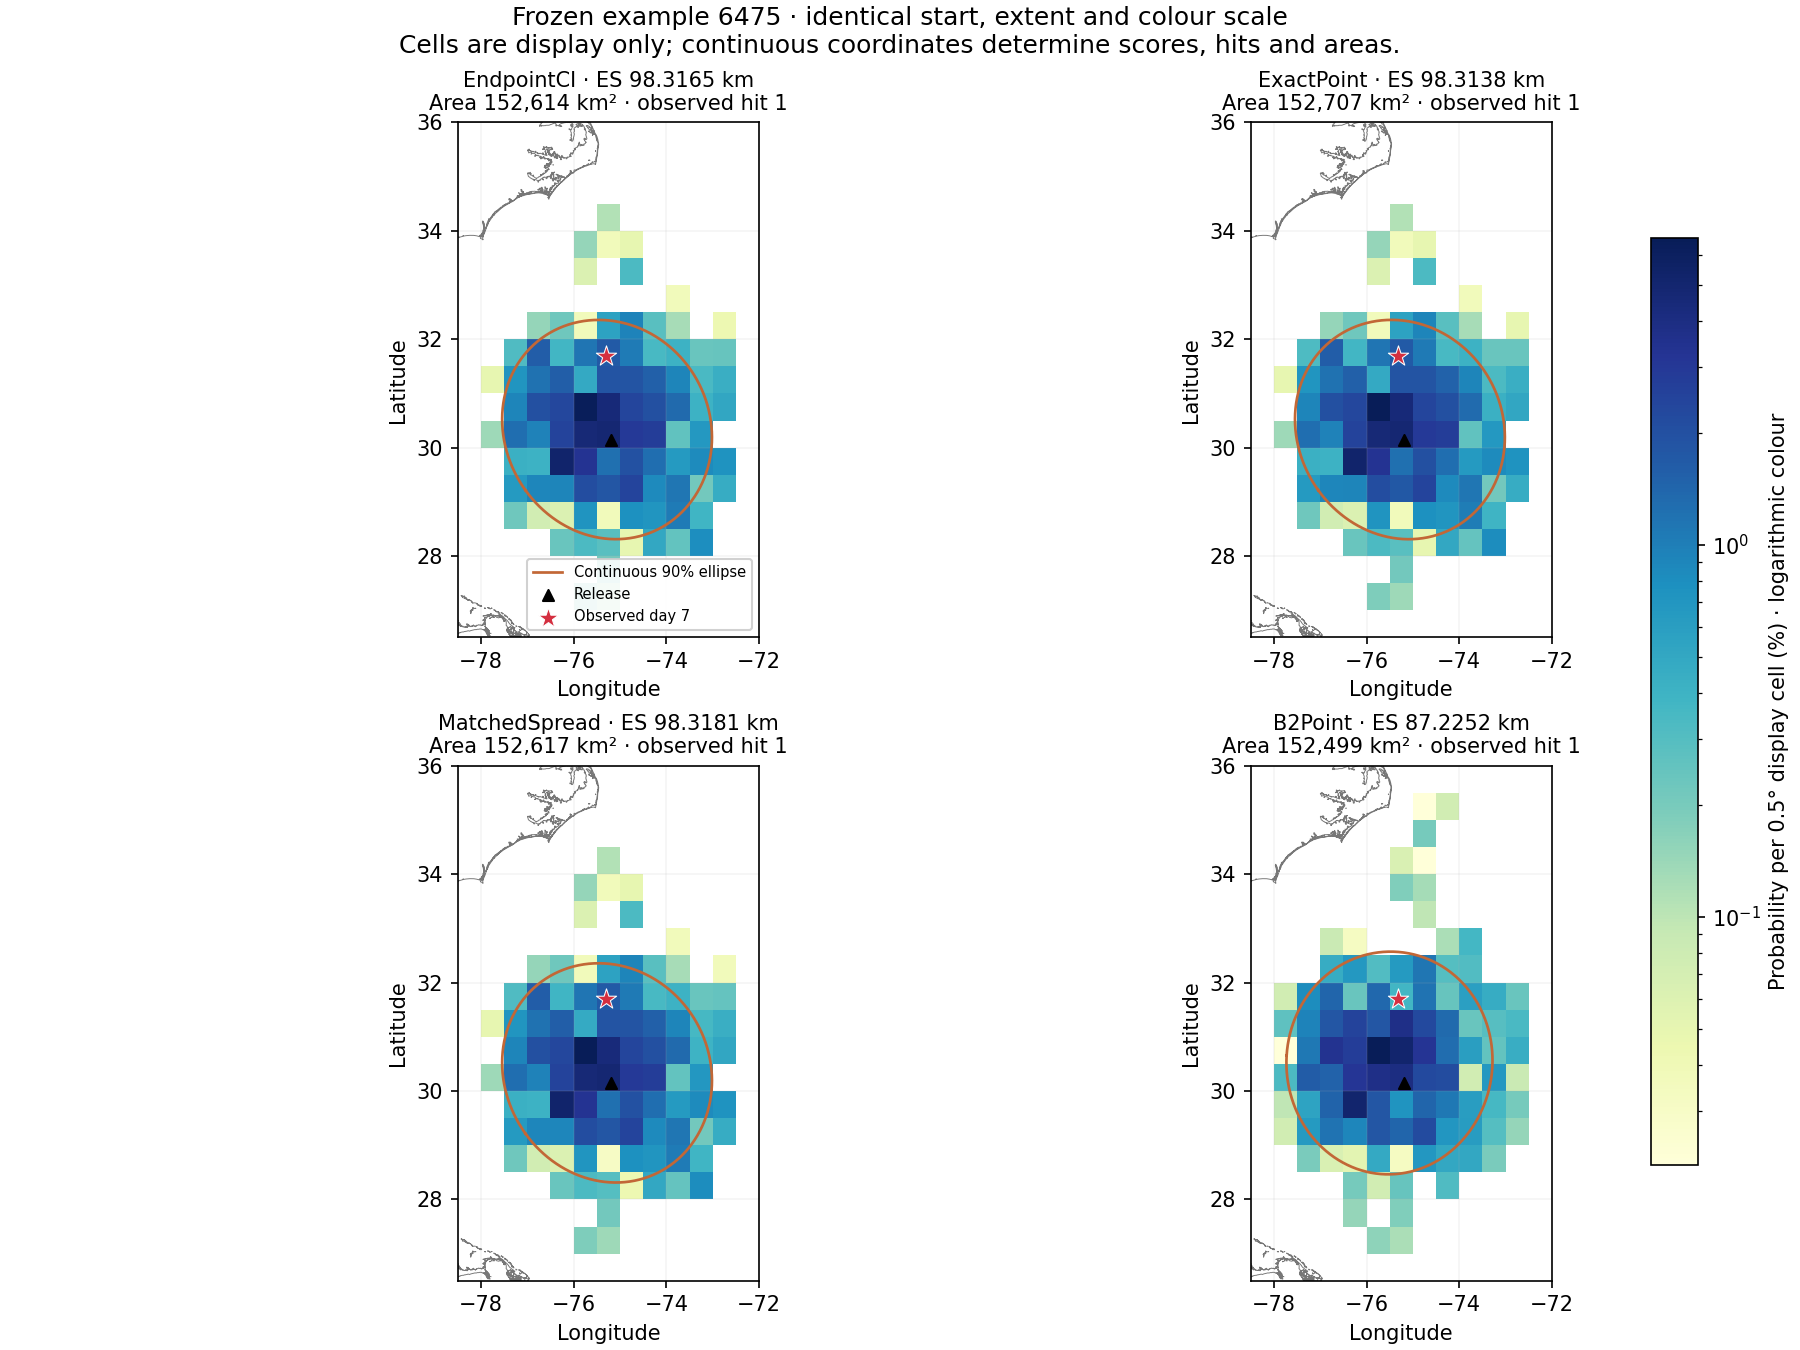 Frozen example 6475 · identical start, extent and colour scale
Cells are display only; continuous coordinates determine scores, hits and areas.
EndpointCI · ES 98.3165 km
Area 152,614 km² · observed hit 1
36
34
32
30
28
−78
−76
−74
−72
Longitude
Latitude
Continuous 90% ellipse
Release
Observed day 7
ExactPoint · ES 98.3138 km
Area 152,707 km² · observed hit 1
36
34
32
30
28
−78
−76
−74
−72
Longitude
Latitude
MatchedSpread · ES 98.3181 km
Area 152,617 km² · observed hit 1
36
34
32
30
28
−78
−76
−74
−72
Longitude
Latitude
B2Point · ES 87.2252 km
Area 152,499 km² · observed hit 1
36
34
32
30
28
−78
−76
−74
−72
Longitude
Latitude
10⁰
10⁻¹
Probability per 0.5° display cell (%) · logarithmic colour